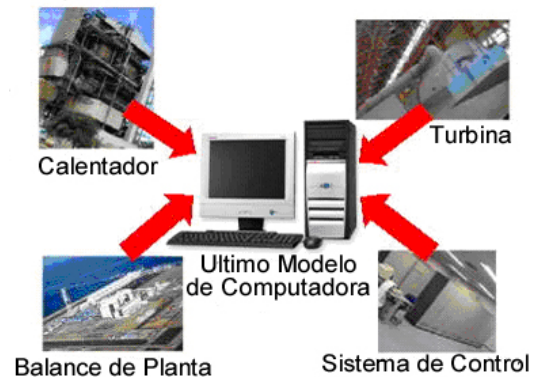 Calentador
Turbina
Ultimo Modelo
de Computadora
Balance de Planta
Sistema de Control